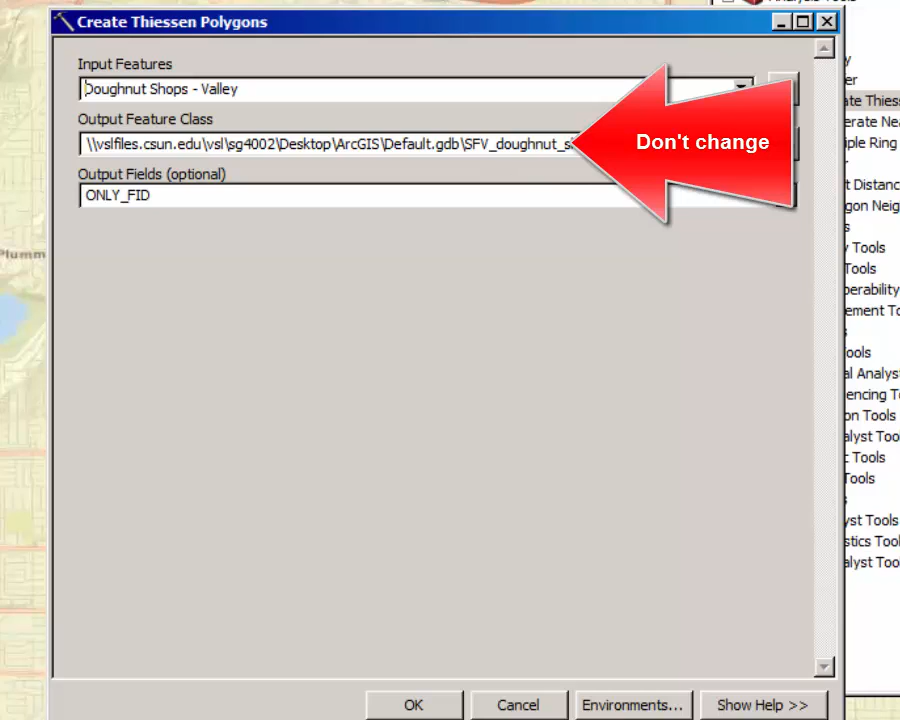 Create Thiessen Polygons
Input Features
Doughnut Shops - Valley
Output Feature Class
\\vslfiles.csun.edu\vsl\sg4002\Desktop\ArcGIS\Default.gdb\SFV_doughnut_s
Don't change
Output Fields (optional)
ONLY_FID
Plumm
ate Thies
erate Ne
iple Ring
t Distanc
gon Neig
y Tools
Tools
perability
ement To
ools
al Analys
encing To
on Tools
alyst Too
t Tools
Tools
yst Tools
stics Tool
alyst Too
OK
Cancel
Environments...
Show Help >>